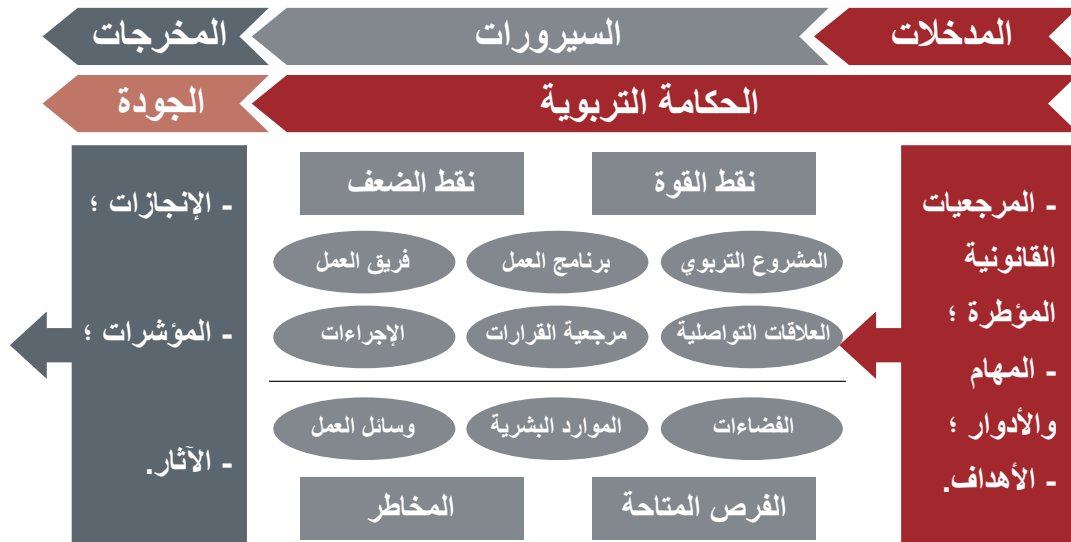 المدخلات
السيرورات
المخرجات
الحكامة التربوية
الجودة
- المرجعيات
القانونية
المؤطرة ؛
- المهام
والأدوار ؛
- الأهداف.
نقط القوة
نقط الضعف
المشروع التربوي
برنامج العمل
فريق العمل
العلاقات التواصلية
مرجعية القرارات
الإجراءات
الفضاءات
الموارد البشرية
وسائل العمل
الفرص المتاحة
المخاطر
- الإنجازات ؛
- المؤشرات ؛
- الآثار.